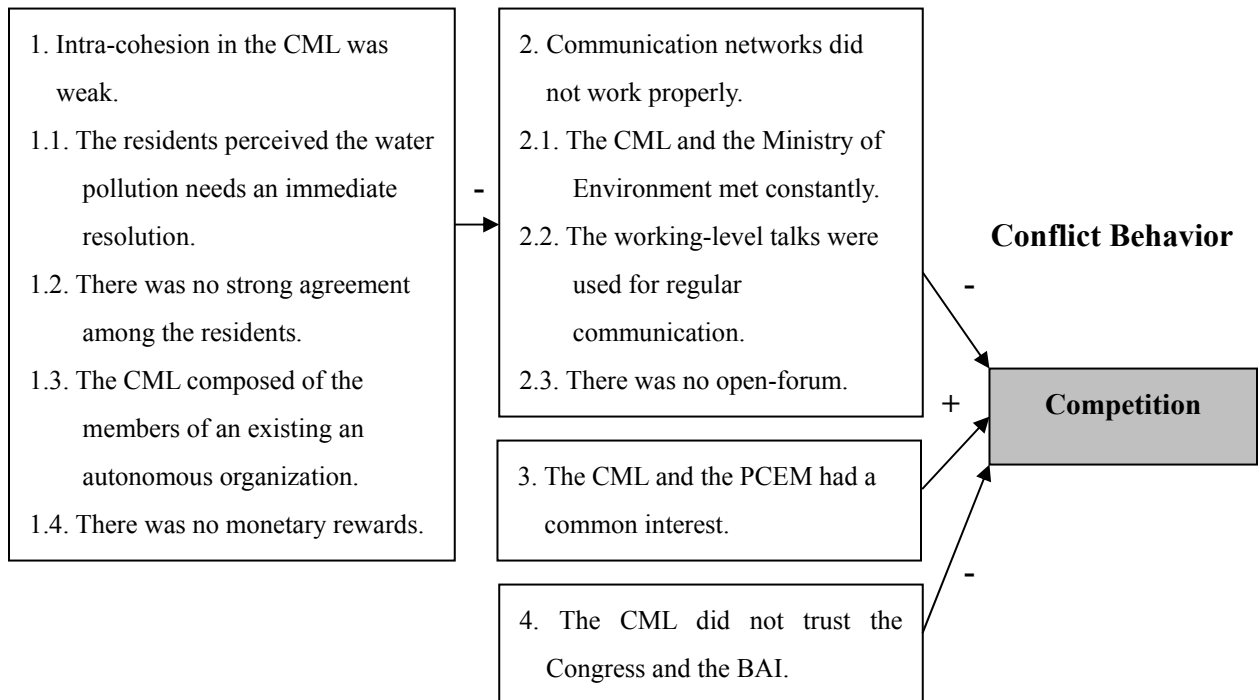 1. Intra-cohesion in the CML was
weak.
1.1. The residents perceived the water
pollution needs an immediate
resolution.
1.2. There was no strong agreement
among the residents.
1.3. The CML composed of the
members of an existing an
autonomous organization.
1.4. There was no monetary rewards.
-
2. Communication networks did
not work properly.
2.1. The CML and the Ministry of
Environment met constantly.
2.2. The working-level talks were
used for regular
communication.
2.3. There was no open-forum.
3. The CML and the PCEM had a
common interest.
4. The CML did not trust the
Congress and the BAI.
-
+
-
Conflict Behavior
Competition